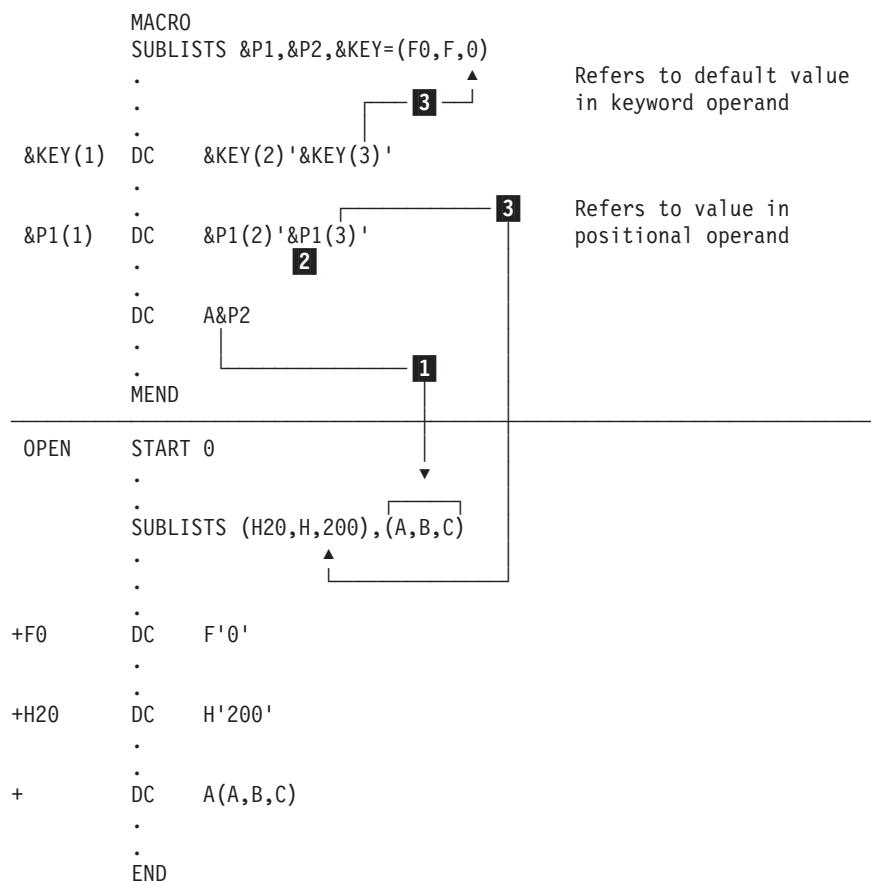 MACRO
SUBLISTS &P1,&P2,&KEY=(F0,F,0)
. Refers to default value
. 3 in keyword operand
.
&KEY(1) DC &KEY(2)'&KEY(3)'
.
. 3 Refers to value in
&P1(1) DC &P1(2)'&P1(3)' positional operand
. 2
.
DC A&P2
.
. 1
MEND
OPEN START 0
.
.
SUBLISTS (H20,H,200),(A,B,C)
.
.
.
+F0 DC F'0'
.
.
+H20 DC H'200'
.
.
+ DC A(A,B,C)
.
.
END